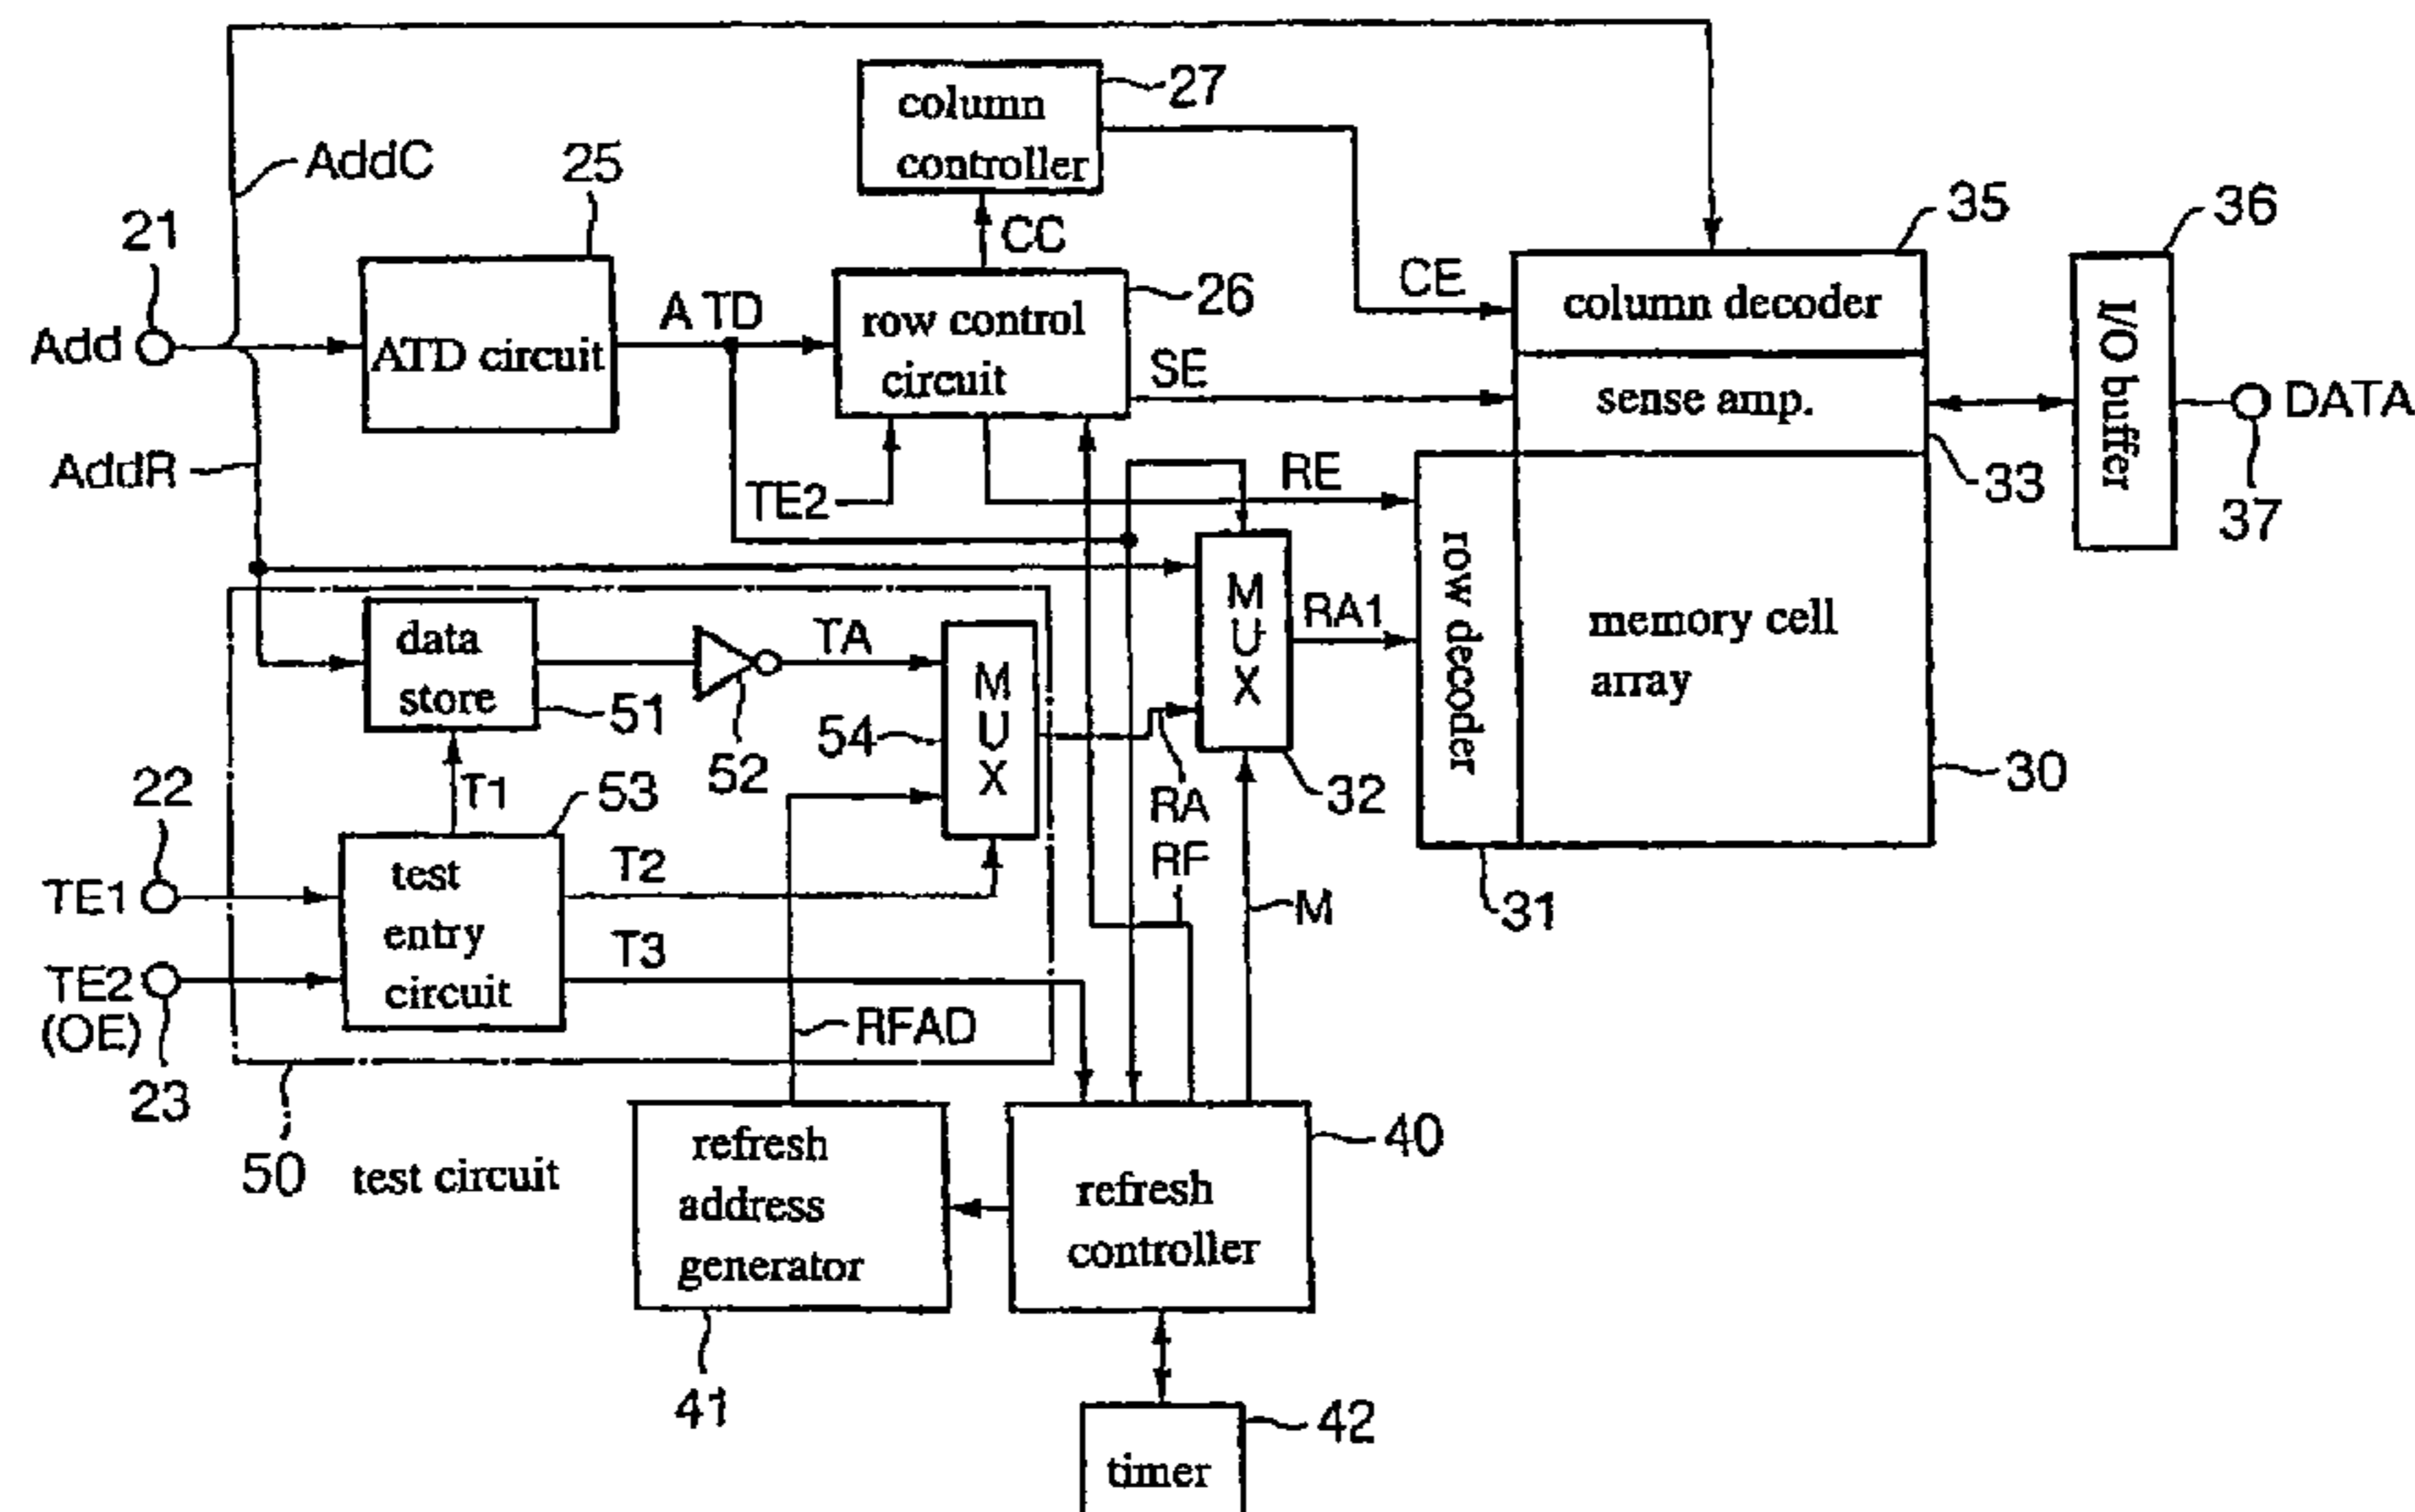 27
column
controller
AddC
25
35
36
21
CC
26
A TD
CE
Add
ATD circuit
row control
circuit
column decoder
I/O buffer
SE
sense amp.
DATA
AddR
TE2
RE
33
37
row decoder
MUX
RA1
memory cell
array
data
store
TA
MUX
51
54
52
22
T1
53
32
30
RA
RF
test
entry
circuit
T2
TE1
M
31
T3
TE2
(OE)
RFAD
23
50
test circuit
refresh
address
generator
refresh
controller
40
41
42
timer